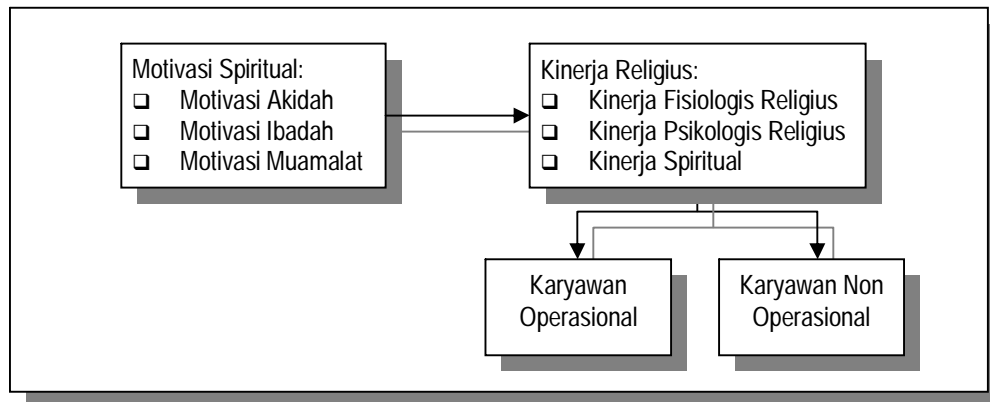 Motivasi Spiritual:
❑ Motivasi Akidah
❑ Motivasi Ibadah
❑ Motivasi Muamalat
Kinerja Religius:
❑ Kinerja Fisiologis Religius
❑ Kinerja Psikologis Religius
❑ Kinerja Spiritual
Karyawan
Operasional
Karyawan Non
Operasional